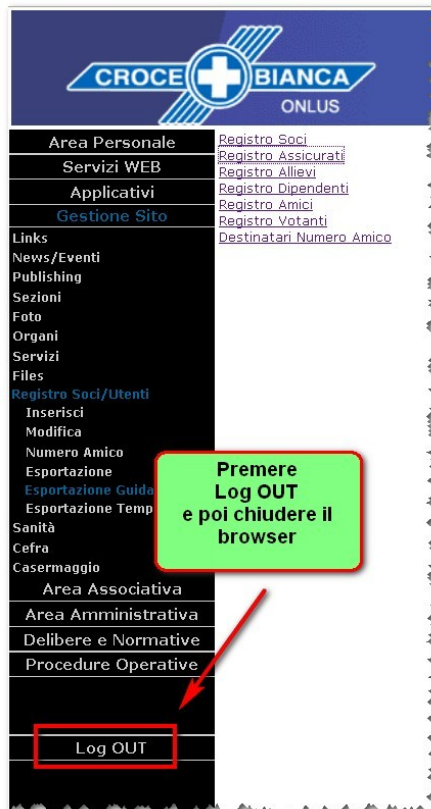 CROCE BIANCA
ONLUS
Area Personale
Servizi WEB
Applicativi
Gestione Sito
Links
News/Eventi
Publishing
Sezioni
Foto
Organi
Servizi
Files
Registro Soci/Utenti
Inserisci
Modifica
Numero Amico
Esportazione
Esportazione Guida
Esportazione Temp
Sanità
Cefra
Casermaggio
Area Associativa
Area Amministrativa
Delibere e Normative
Procedure Operative
Log OUT
Registro Soci
Registro Assicurati
Registro Allievi
Registro Dipendenti
Registro Amici
Registro Votanti
Destinatari Numero Amico
Premere
Log OUT
e poi chiudere il
browser